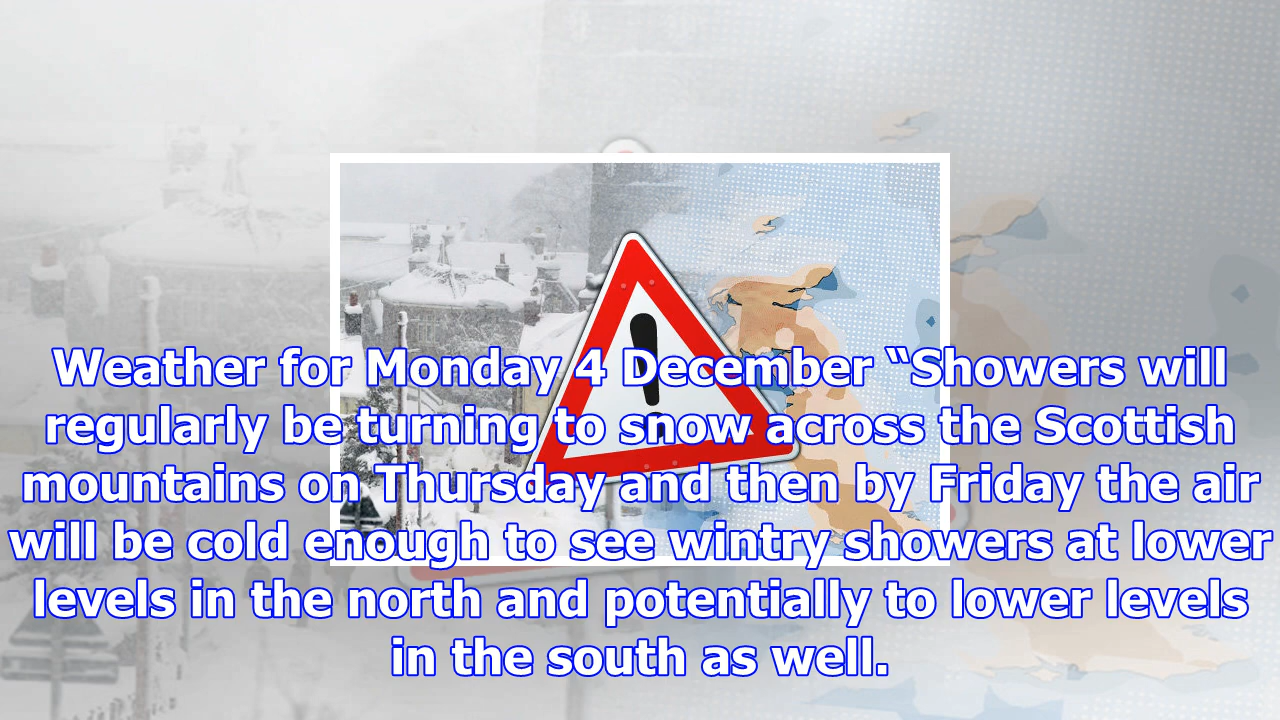 Weather for Monday 4 December “Showers will
regularly be turning to snow across the Scottish
mountains on Thursday and then by Friday the air
will be cold enough to see wintry showers at lower
levels in the north and potentially to lower levels
in the south as well.